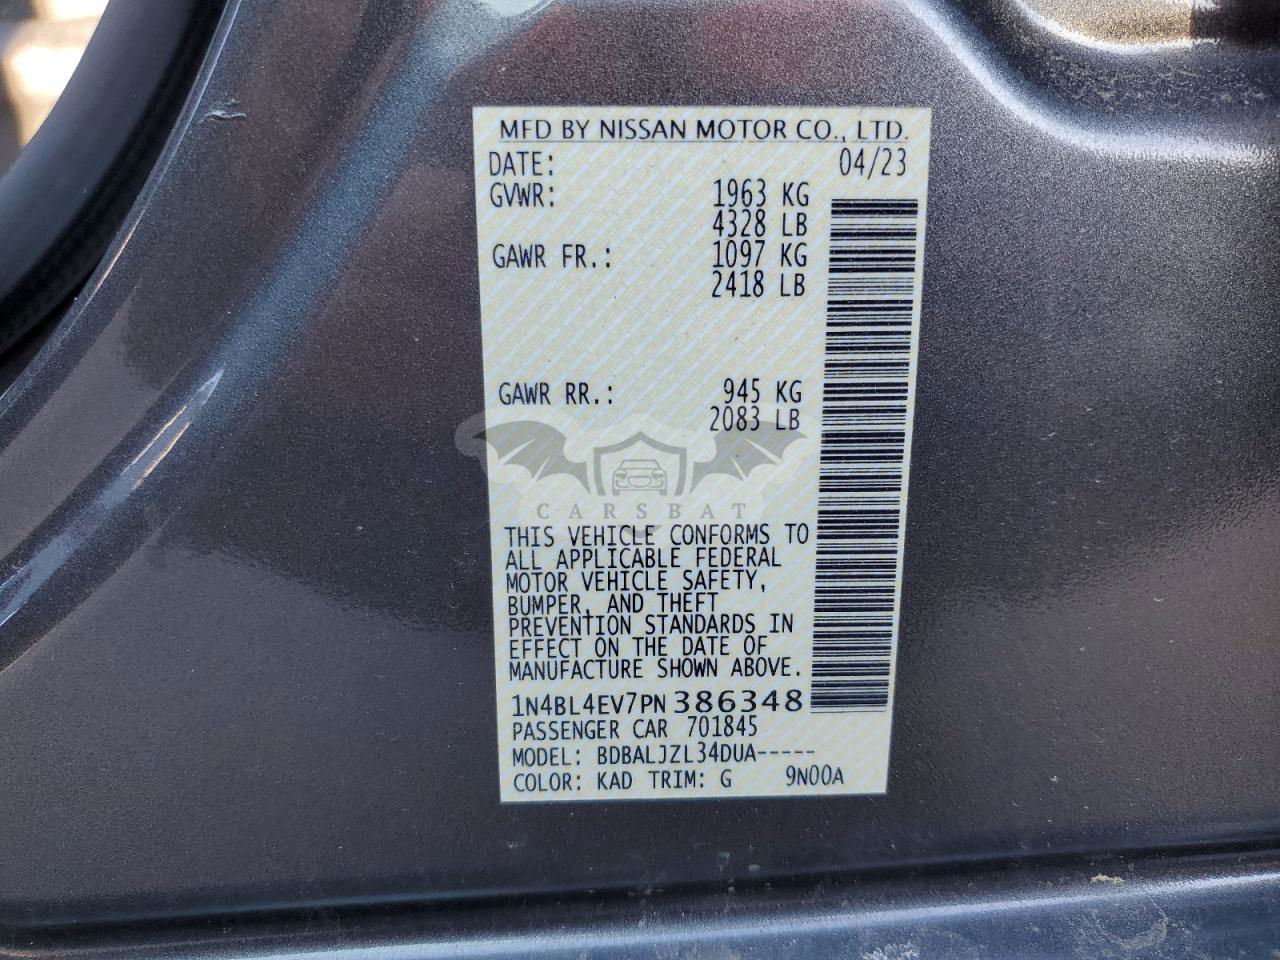 MFD BY NISSAN MOTOR CO., LTD.
DATE: 04/23
GVWR: 1963 KG
4328 LB
GAWR FR.: 1097 KG
2418 LB
GAWR RR.: 945 KG
2083 LB
CARSBAT
THIS VEHICLE CONFORMS TO
ALL APPLICABLE FEDERAL
MOTOR VEHICLE SAFETY,
BUMPER, AND THEFT
PREVENTION STANDARDS IN
EFFECT ON THE DATE OF
MANUFACTURE SHOWN ABOVE.
1N4BL4EV7PN386348
PASSENGER CAR 701845
MODEL: BDBALJZL34DUA-----
COLOR: KAD TRIM: G 9N00A